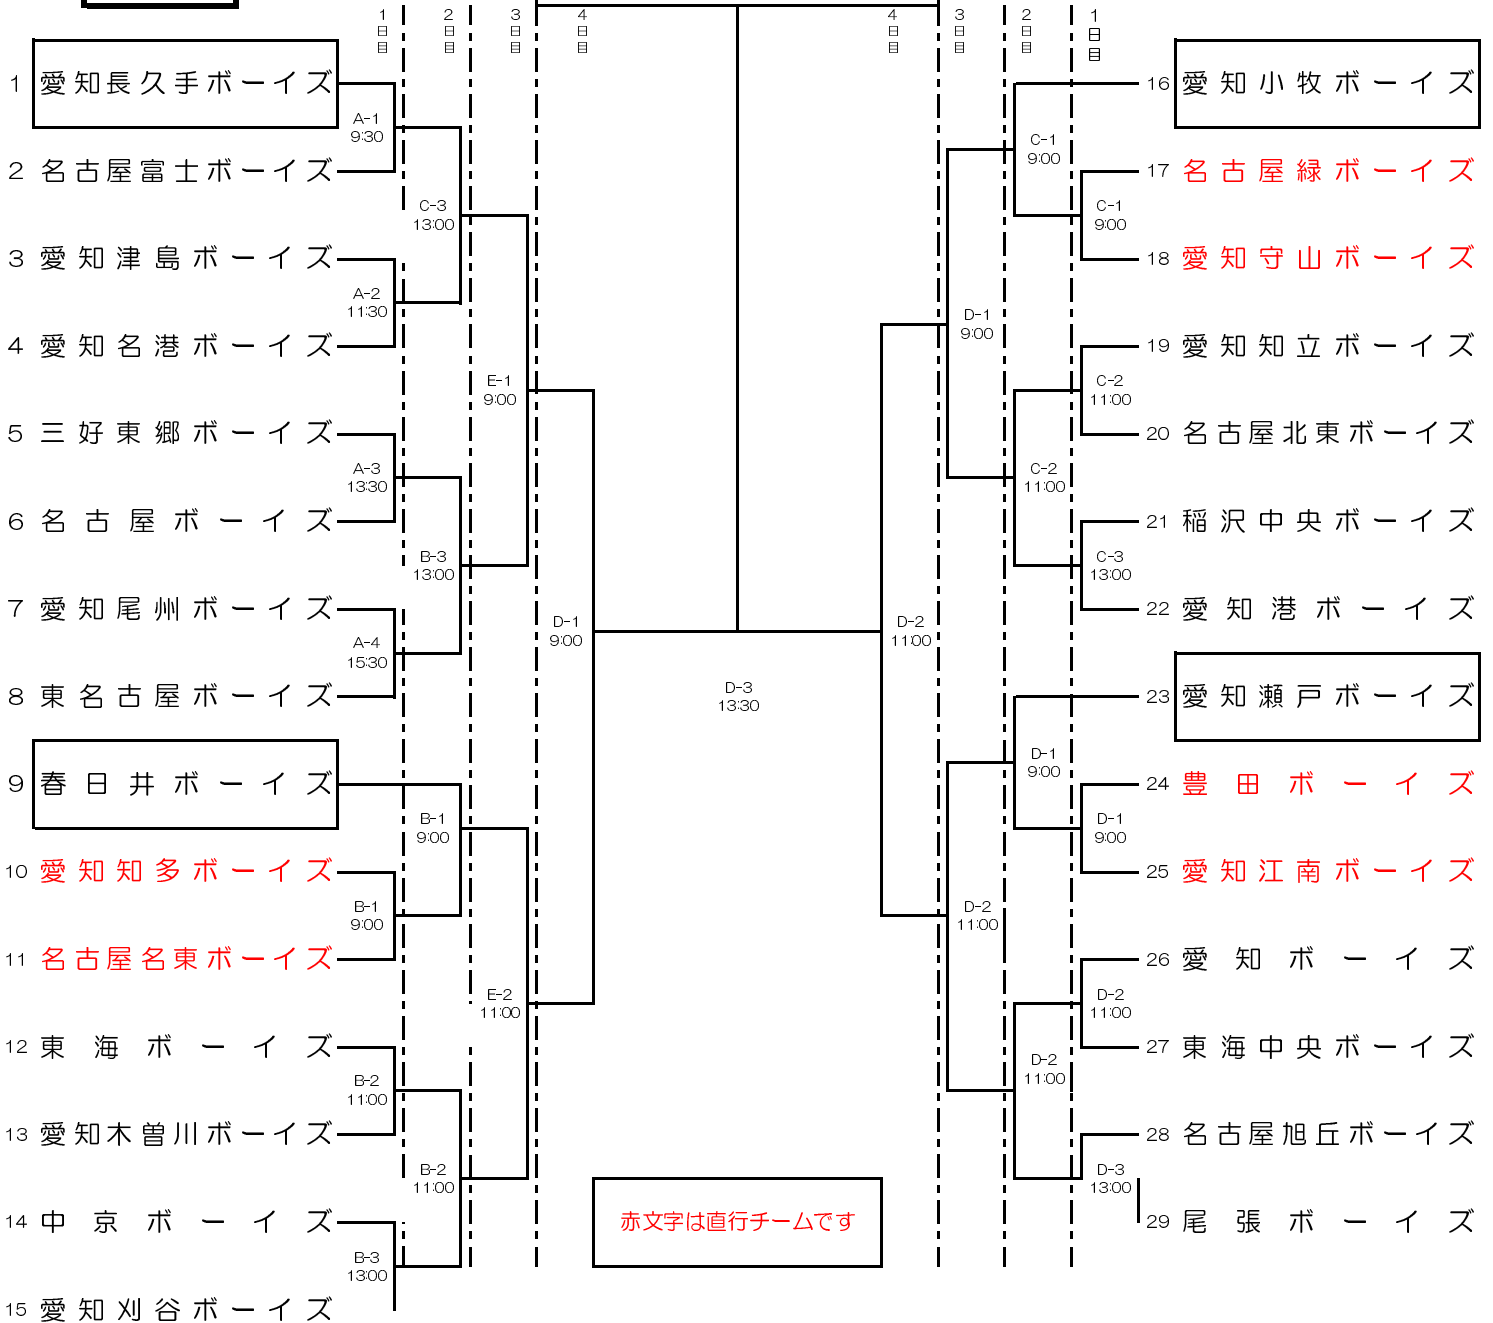 1日目
2日目
3日目
4日目
4日目
3日目
2日目
1日目
1 愛知長久手ボーイズ
A-1
9:30
2 名古屋富士ボーイズ
C-3
13:00
3 愛知津島ボーイズ
A-2
11:30
4 愛知名港ボーイズ
E-1
9:00
5 三好東郷ボーイズ
A-3
13:30
6 名古屋ボーイズ
B-3
13:00
7 愛知尾州ボーイズ
A-4
15:30
8 東名古屋ボーイズ
D-1
9:00
9 春日井ボーイズ
B-1
9:00
10 愛知知多ボーイズ
B-1
9:00
11 名古屋名東ボーイズ
E-2
11:00
12 東海ボーイズ
B-2
11:00
13 愛知木曽川ボーイズ
B-2
11:00
14 中京ボーイズ
B-3
13:00
15 愛知刈谷ボーイズ
D-3
13:30
赤文字は直行チームです
16 愛知小牧ボーイズ
C-1
9:00
17 名古屋緑ボーイズ
C-1
9:00
18 愛知守山ボーイズ
D-1
9:00
19 愛知知立ボーイズ
C-2
11:00
20 名古屋北東ボーイズ
C-2
11:00
21 稲沢中央ボーイズ
C-3
13:00
22 愛知港ボーイズ
D-2
11:00
23 愛知瀬戸ボーイズ
D-1
9:00
24 豊田ボーイズ
D-1
9:00
25 愛知江南ボーイズ
D-2
11:00
26 愛知ボーイズ
D-2
11:00
27 東海中央ボーイズ
D-2
11:00
28 名古屋旭丘ボーイズ
D-3
13:00
29 尾張ボーイズ